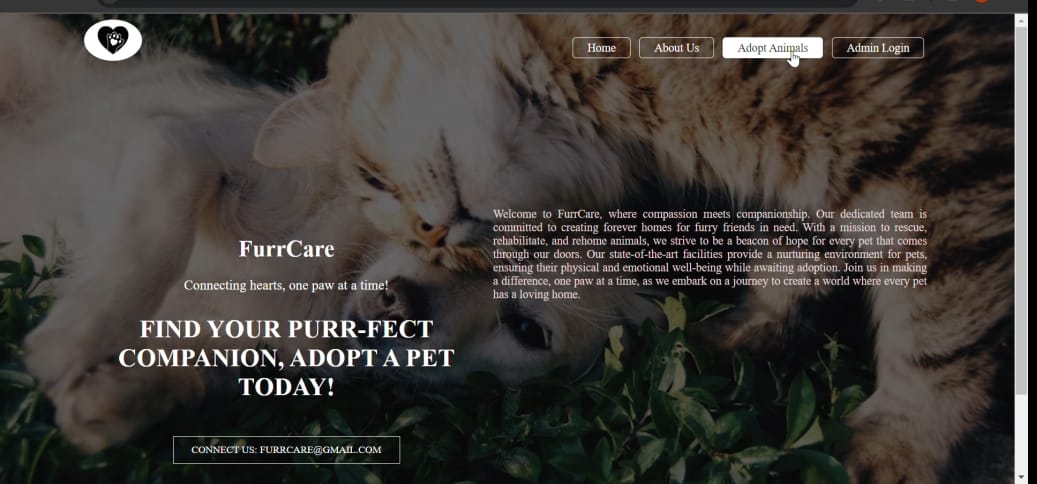 Home
About Us
Adopt Animals
Admin Login
FurrCare
Connecting hearts, one paw at a time!
FIND YOUR PURR-FECT
COMPANION, ADOPT A PET
TODAY!
CONNECT US: FURRCARE@GMAIL.COM
Welcome to FurrCare, where compassion meets companionship. Our dedicated team is
committed to creating forever homes for furry friends in need. With a mission to rescue,
rehabilitate, and rehome animals, we strive to be a beacon of hope for every pet that comes
through our doors. Our state-of-the-art facilities provide a nurturing environment for pets,
ensuring their physical and emotional well-being while awaiting adoption. Join us in making
a difference, one paw at a time, as we embark on a journey to create a world where every pet
has a loving home.